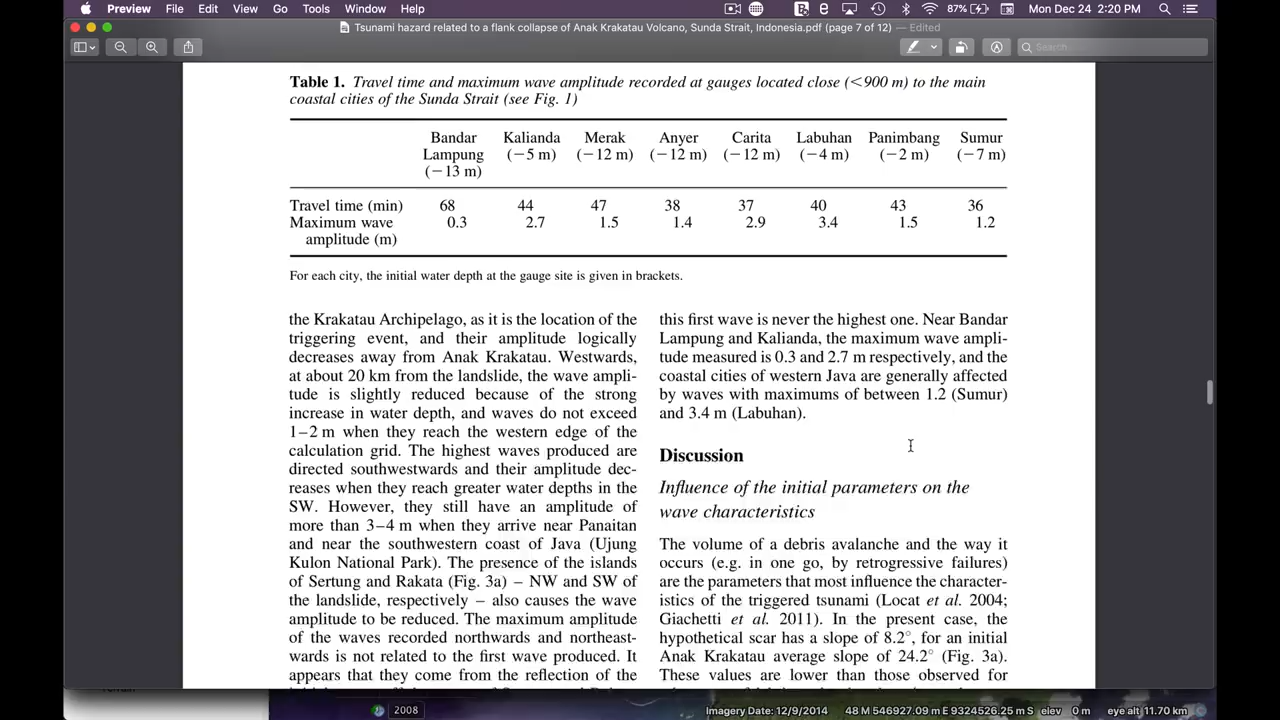 Preview File Edit View Go Tools Window Help 87% Mon Dec 24 2:20 PM
Tsunami hazard related to a flank collapse of Anak Krakatau Volcano, Sunda Strait, Indonesia.pdf (page 7 of 12) — Edited
Search
Table 1. Travel time and maximum wave amplitude recorded at gauges located close (<900 m) to the main
coastal cities of the Sunda Strait (see Fig. 1)
Bandar Kalianda Merak Anyer Carita Labuhan Panimbang Sumur
Lampung (−5 m) (−12 m) (−12 m) (−12 m) (−4 m) (−2 m) (−7 m)
(−13 m)
Travel time (min) 68 44 47 38 37 40 43 36
Maximum wave 0.3 2.7 1.5 1.4 2.9 3.4 1.5 1.2
amplitude (m)
For each city, the initial water depth at the gauge site is given in brackets.
the Krakatau Archipelago, as it is the location of the
triggering event, and their amplitude logically
decreases away from Anak Krakatau. Westwards,
at about 20 km from the landslide, the wave ampli-
tude is slightly reduced because of the strong
increase in water depth, and waves do not exceed
1–2 m when they reach the western edge of the
calculation grid. The highest waves produced are
directed southwestwards and their amplitude dec-
reases when they reach greater water depths in the
SW. However, they still have an amplitude of
more than 3–4 m when they arrive near Panaitan
and near the southwestern coast of Java (Ujung
Kulon National Park). The presence of the islands
of Sertung and Rakata (Fig. 3a) – NW and SW of
the landslide, respectively – also causes the wave
amplitude to be reduced. The maximum amplitude
of the waves recorded northwards and northeast-
wards is not related to the first wave produced. It
appears that they come from the reflection of the
this first wave is never the highest one. Near Bandar
Lampung and Kalianda, the maximum wave ampli-
tude measured is 0.3 and 2.7 m respectively, and the
coastal cities of western Java are generally affected
by waves with maximums of between 1.2 (Sumur)
and 3.4 m (Labuhan).
Discussion
Influence of the initial parameters on the
wave characteristics
The volume of a debris avalanche and the way it
occurs (e.g. in one go, by retrogressive failures)
are the parameters that most influence the character-
istics of the triggered tsunami (Locat et al. 2004;
Giachetti et al. 2011). In the present case, the
hypothetical scar has a slope of 8.2°, for an initial
Anak Krakatau average slope of 24.2° (Fig. 3a).
These values are lower than those observed for
2008
Imagery Date: 12/9/2014 48 M 546927.09 m E 9324526.25 m S elev 0 m eye alt 11.70 km